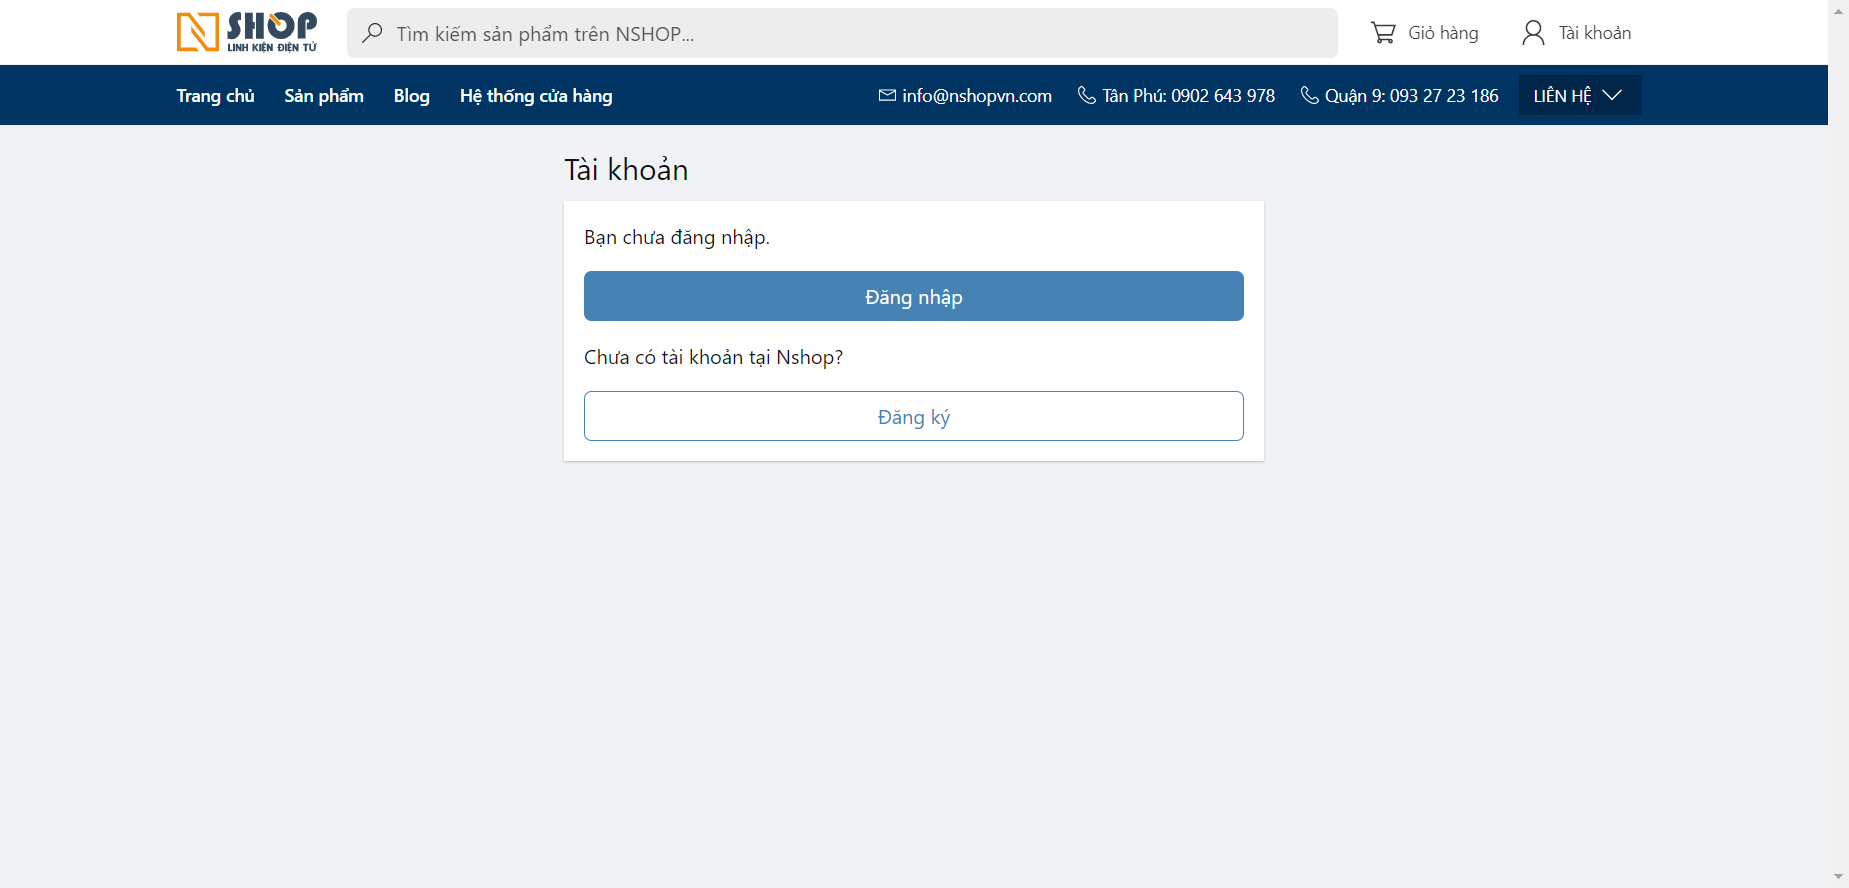 SHOP
LINH KIỆN ĐIỆN TỬ
Tìm kiếm sản phẩm trên NSHOP...
Giỏ hàng
Tài khoản
Trang chủ
Sản phẩm
Blog
Hệ thống cửa hàng
info@nshopvn.com
Tân Phú: 0902 643 978
Quận 9: 093 27 23 186
LIÊN HỆ
Tài khoản
Bạn chưa đăng nhập.
Đăng nhập
Chưa có tài khoản tại Nshop?
Đăng ký